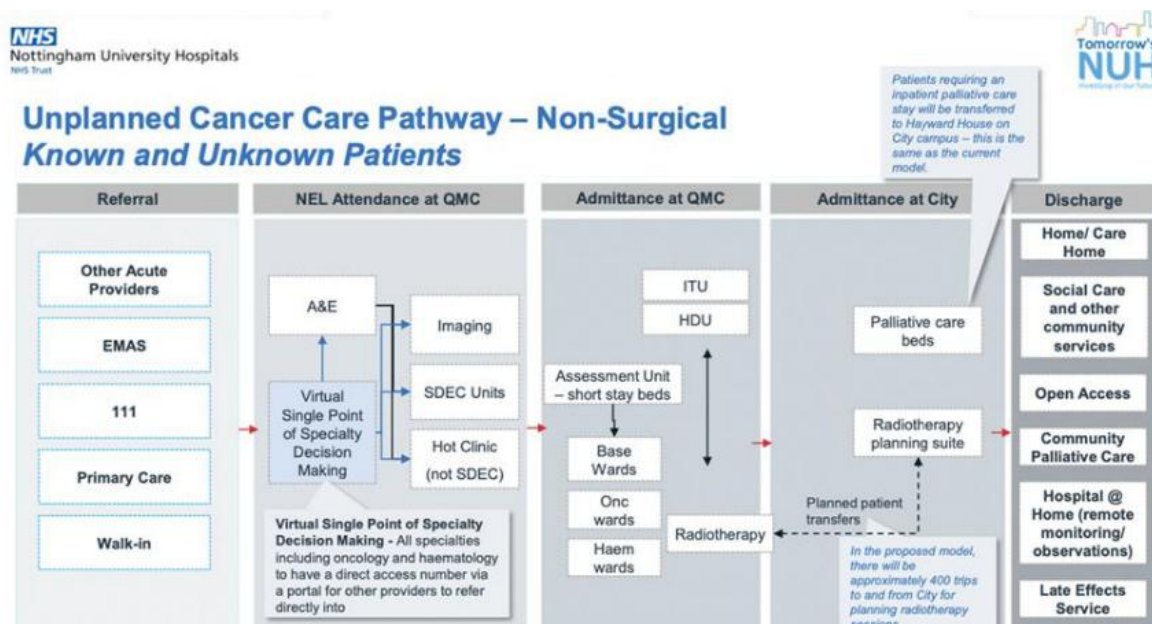 NHS
Nottingham University Hospitals
NHS Trust
Tomorrow's
NUH
Unplanned Cancer Care Pathway – Non-Surgical
Known and Unknown Patients
Patients requiring an
inpatient palliative care
stay will be transferred
to Hayward House on
City campus – this is the
same as the current
model.
Referral
NEL Attendance at QMC
Admittance at QMC
Admittance at City
Discharge
Other Acute
Providers
EMAS
111
Primary Care
Walk-in
A&E
Virtual
Single Point
of Specialty
Decision
Making
Imaging
SDEC Units
Hot Clinic
(not SDEC)
Virtual Single Point of Specialty
Decision Making - All specialties
including oncology and haematology
to have a direct access number via
a portal for other providers to refer
directly into
ITU
HDU
Assessment Unit
– short stay beds
Base
Wards
Onc
wards
Haem
wards
Radiotherapy
Palliative care
beds
Radiotherapy
planning suite
Planned patient
transfers
In the proposed model,
there will be
approximately 400 trips
to and from City for
planning radiotherapy
sessions
Home/ Care
Home
Social Care
and other
community
services
Open Access
Community
Palliative Care
Hospital @
Home (remote
monitoring/
observations)
Late Effects
Service